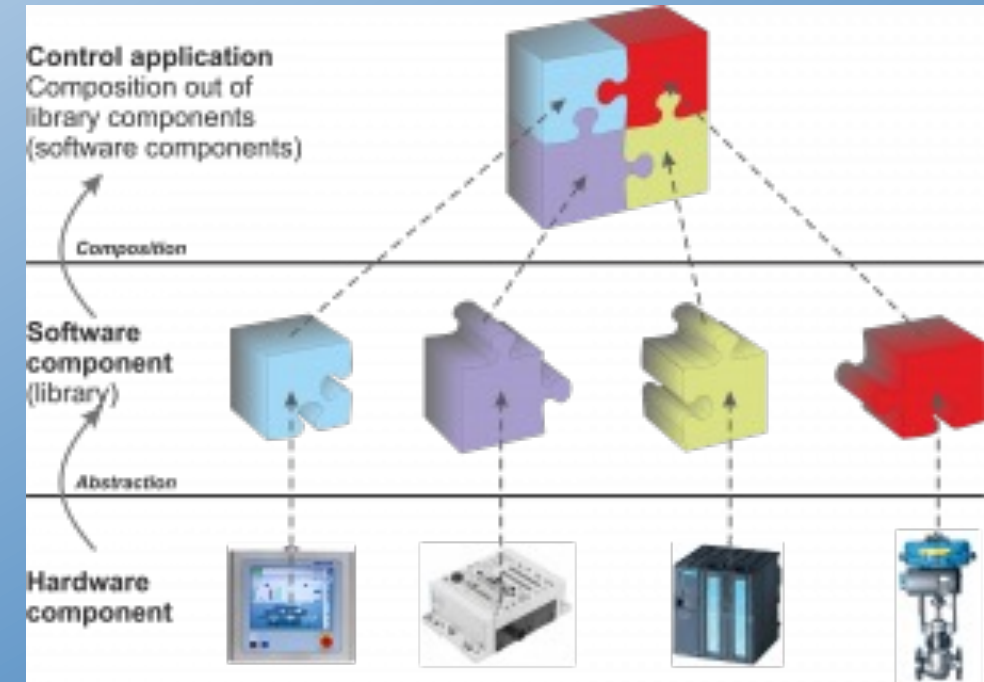 Control application
Composition out of
library components
(software components)
Composition
Software
component
(library)
Abstraction
Hardware
component